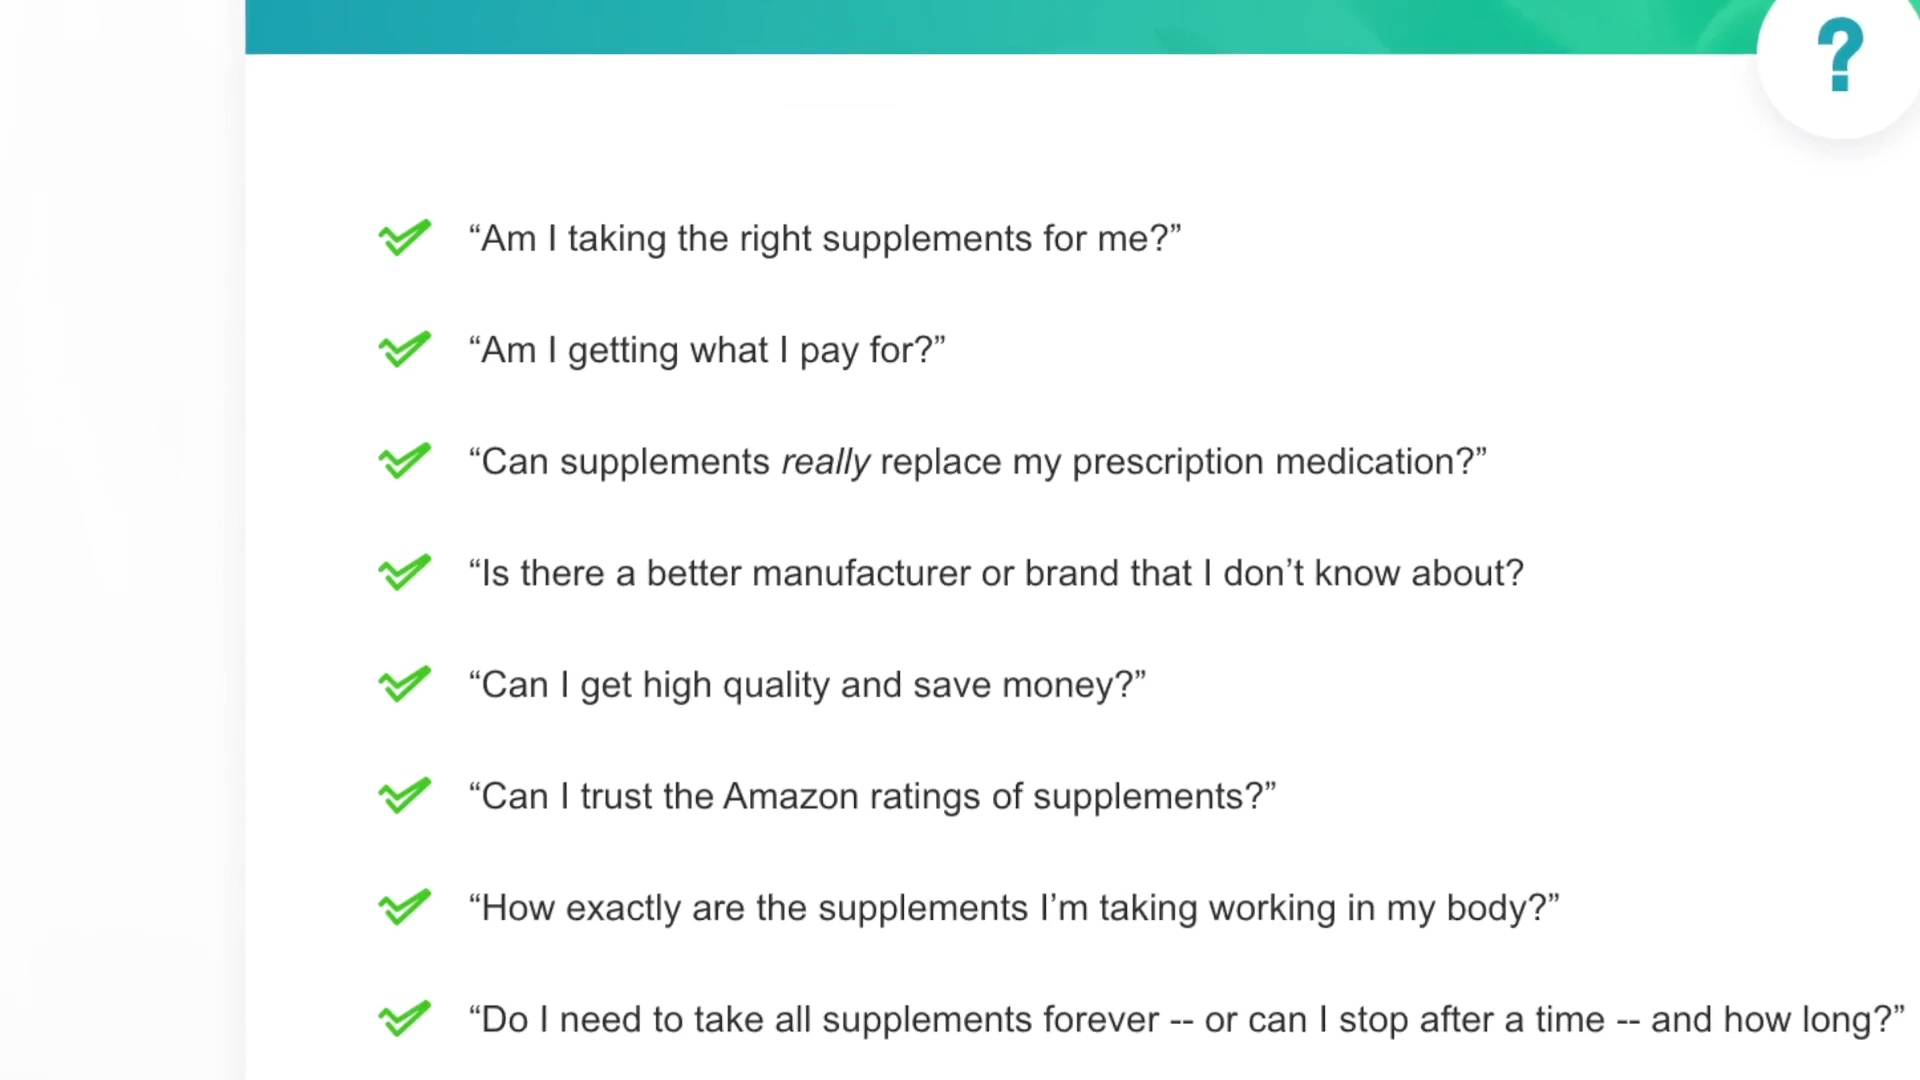 ?
“Am I taking the right supplements for me?”
“Am I getting what I pay for?”
“Can supplements really replace my prescription medication?”
“Is there a better manufacturer or brand that I don’t know about?
“Can I get high quality and save money?”
“Can I trust the Amazon ratings of supplements?”
“How exactly are the supplements I’m taking working in my body?”
“Do I need to take all supplements forever -- or can I stop after a time -- and how long?”